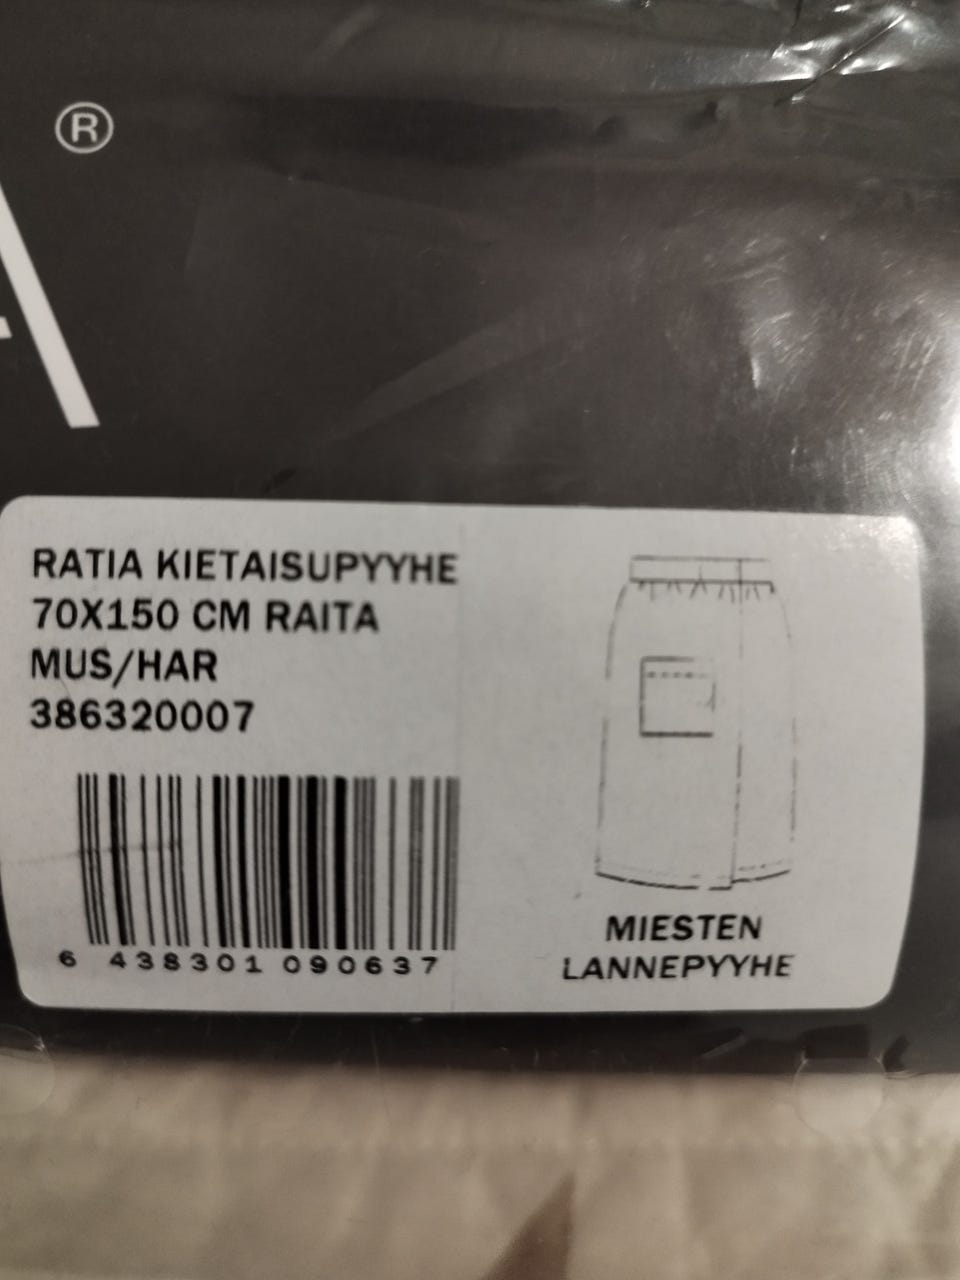 ®
A
RATIA KIETAISUPYYHE
70X150 CM RAITA
MUS/HAR
386320007
6 438301 090637
MIESTEN
LANNEPYYHE